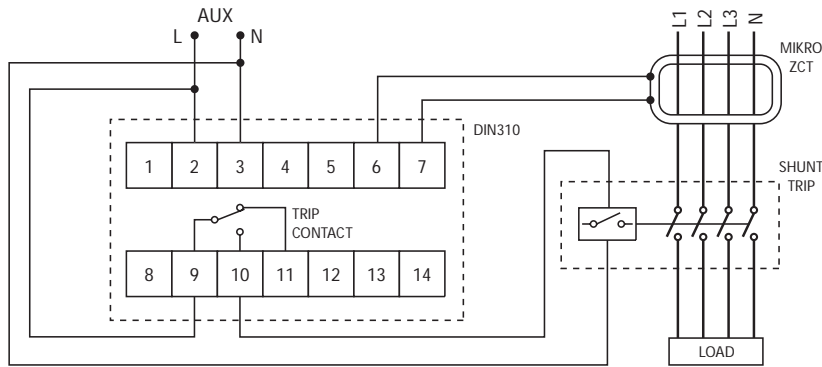 AUX
L N
L1 L2 L3 N
MIKRO
ZCT
DIN310
1 2 3 4 5 6 7
SHUNT
TRIP
TRIP
CONTACT
8 9 10 11 12 13 14
LOAD